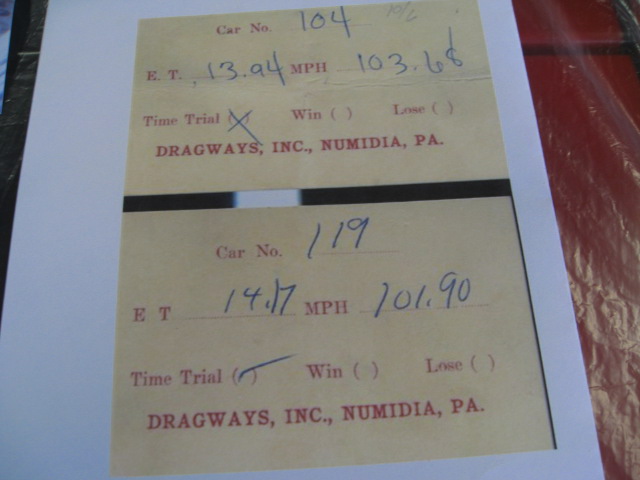 Car No. 104
E. T. 13.94 MPH 103.68
Time Trial (X) Win ( ) Lose ( )
DRAGWAYS, INC., NUMIDIA, PA.
Car No. 119
E T 14.17 MPH 101.90
Time Trial (✓) Win ( ) Lose ( )
DRAGWAYS, INC., NUMIDIA, PA.